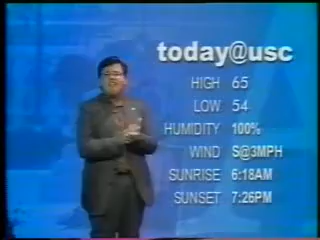 today@usc
HIGH 65
LOW 54
HUMIDITY 100%
WIND S@3MPH
SUNRISE 6:18AM
SUNSET 7:26PM